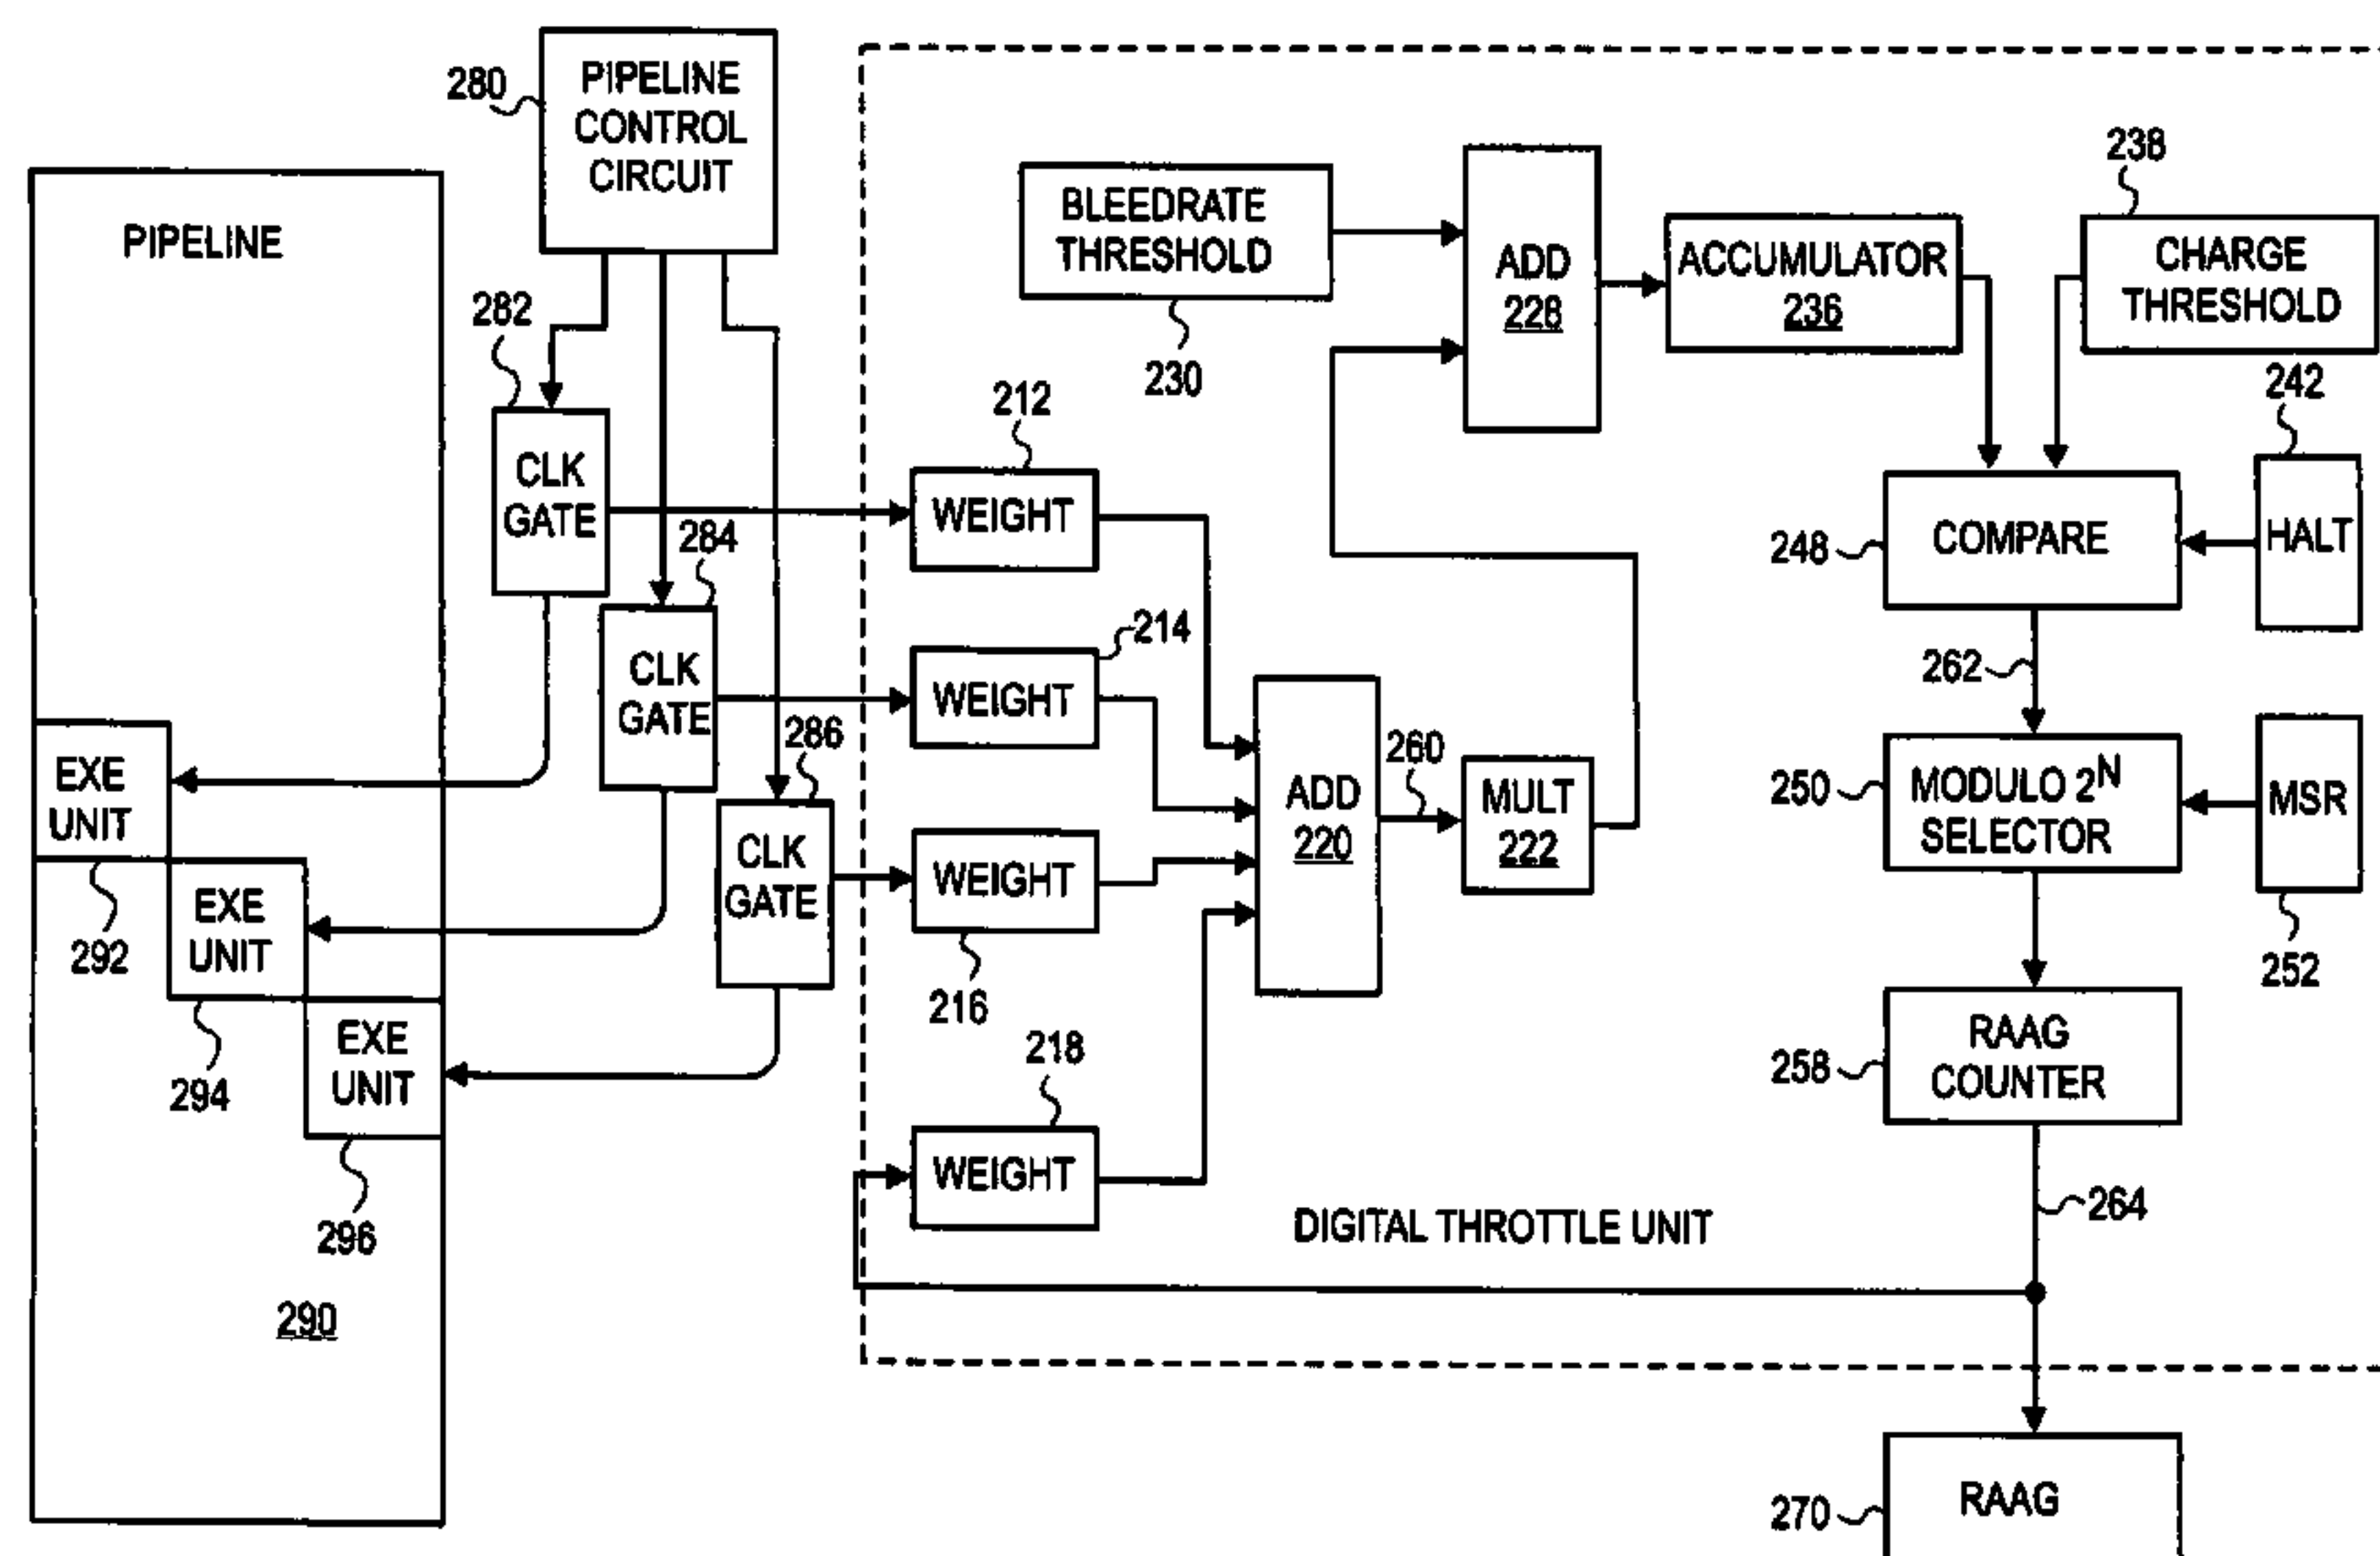 280
PIPELINE
CONTROL
CIRCUIT
PIPELINE
282
CLK
GATE
284
CLK
GATE
286
CLK
GATE
EXE
UNIT
292
EXE
UNIT
294
EXE
UNIT
296
290
BLEEDRATE
THRESHOLD
230
212
WEIGHT
214
WEIGHT
WEIGHT
216
218
WEIGHT
ADD
220
260
MULT
222
ADD
228
ACCUMULATOR
236
238
CHARGE
THRESHOLD
242
HALT
248
COMPARE
262
250
MODULO 2N
SELECTOR
MSR
252
258
RAAG
COUNTER
264
DIGITAL THROTTLE UNIT
270
RAAG